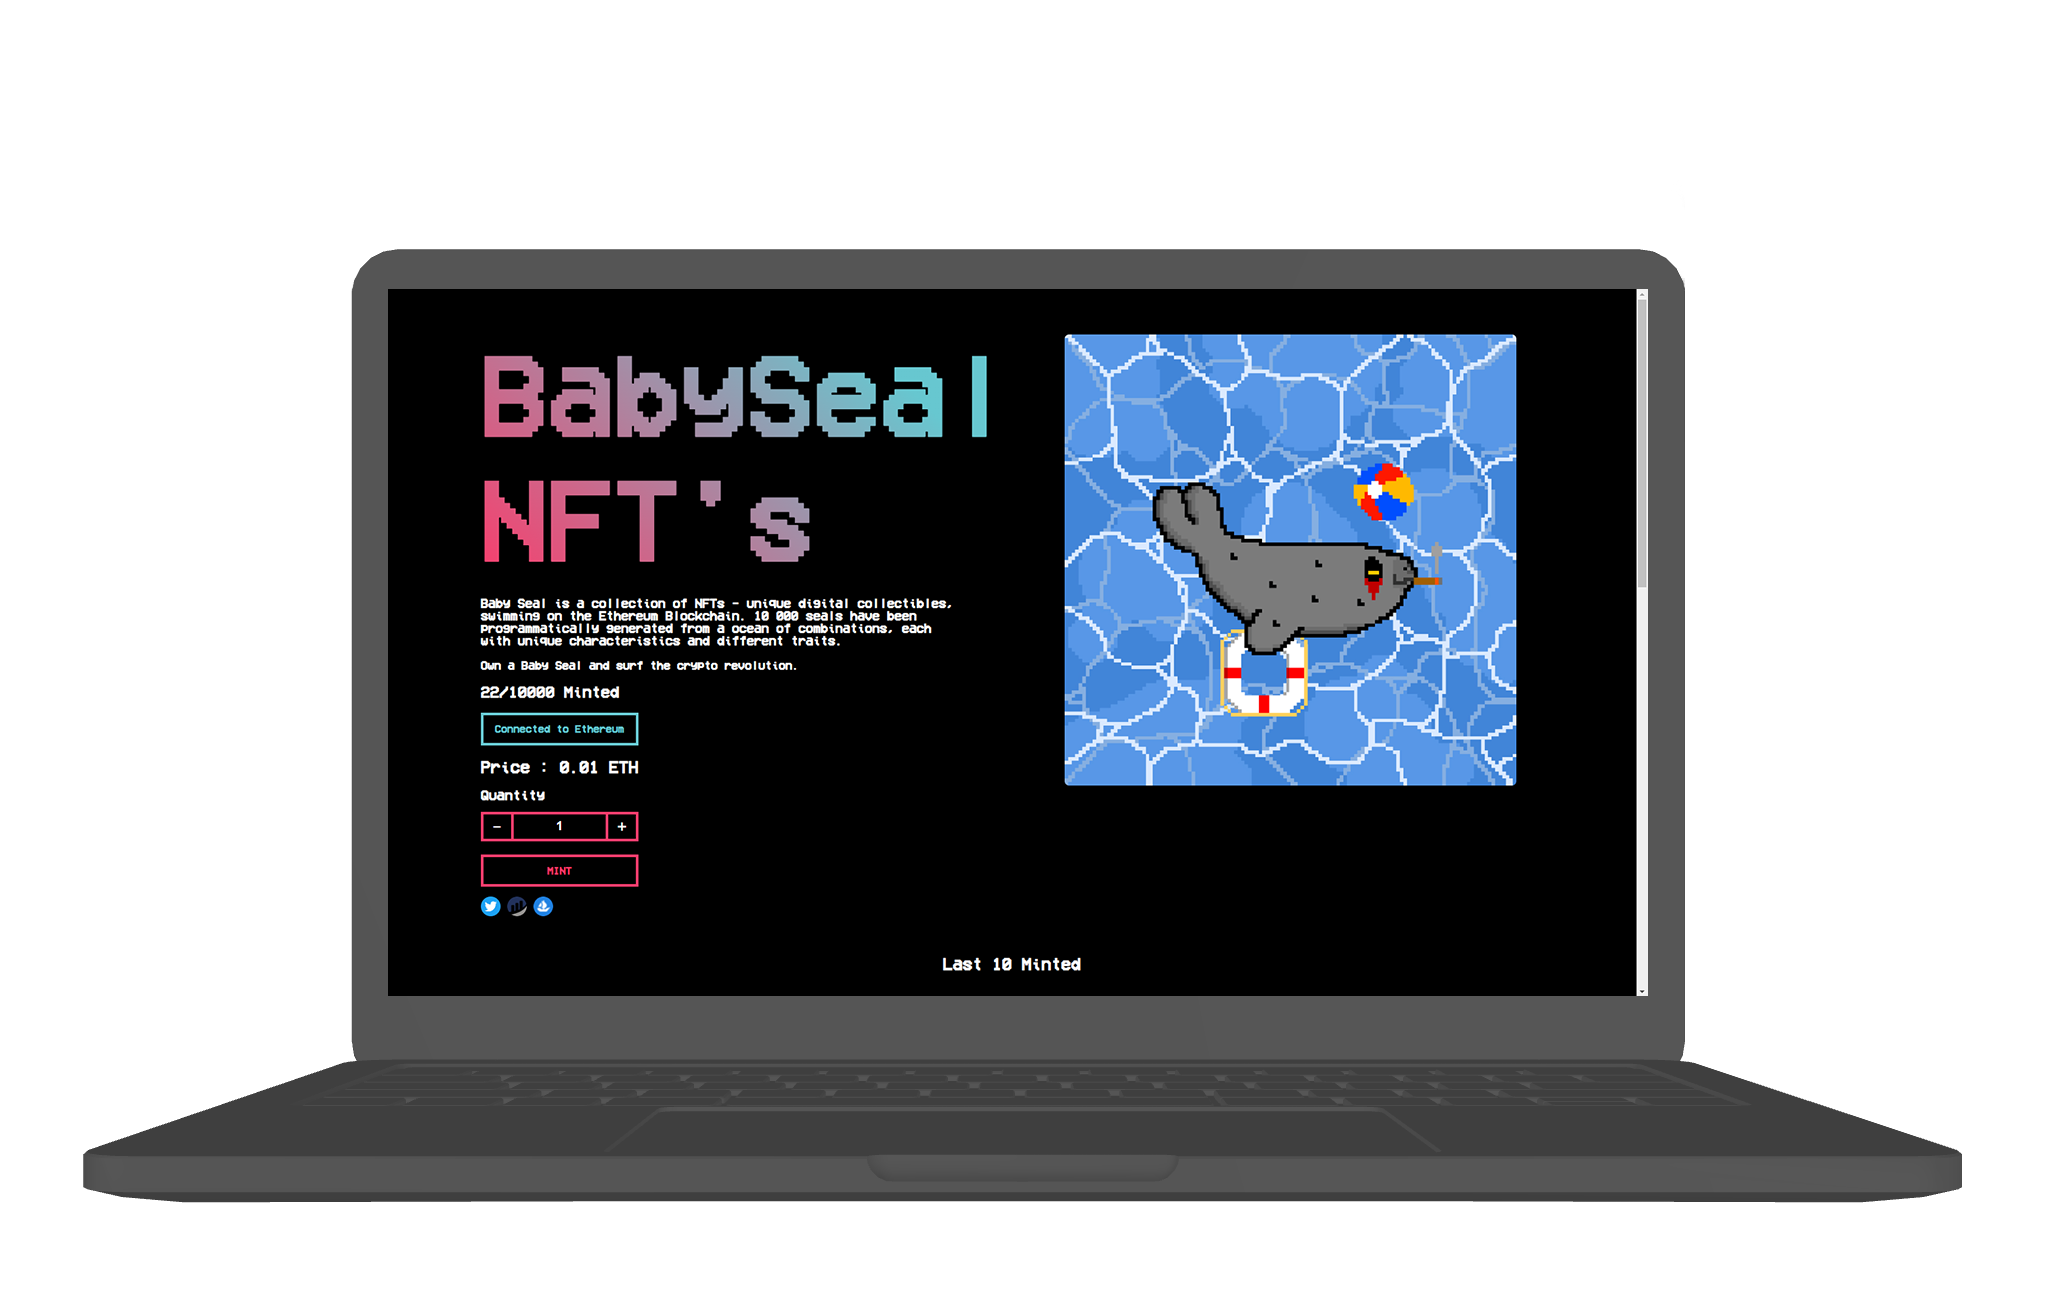 BabySeal
NFT's
Baby Seal is a collection of NFTs - unique digital collectibles,
swimming on the Ethereum Blockchain. 10 000 seals have been
programmatically generated from a ocean of combinations, each
with unique characteristics and different traits.
Own a Baby Seal and surf the crypto revolution.
22/10000 Minted
Connected to Ethereum
Price : 0.01 ETH
Quantity
- 1 +
MINT
Last 10 Minted